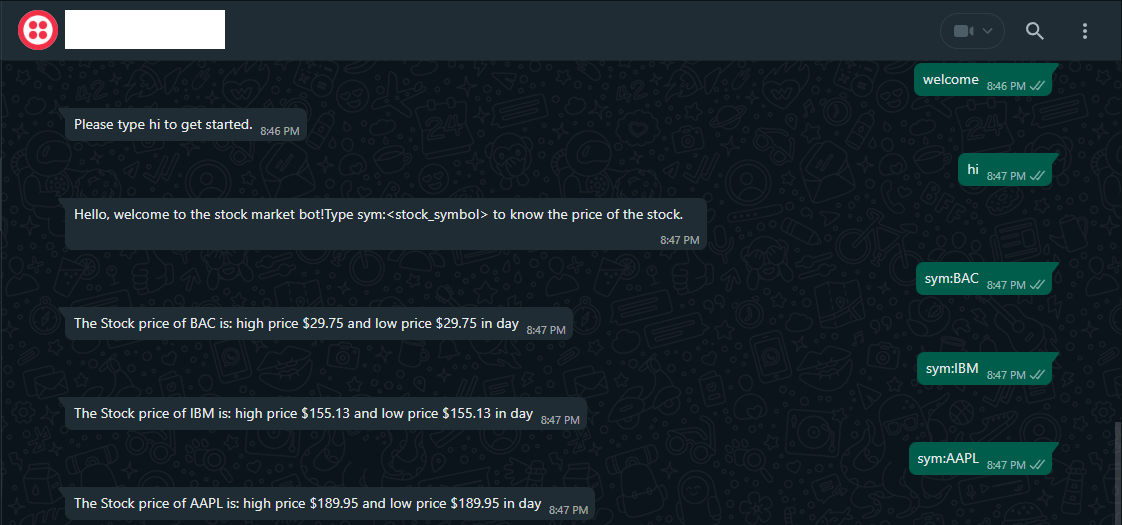 welcome 8:46 PM
Please type hi to get started. 8:46 PM
hi 8:47 PM
Hello, welcome to the stock market bot!Type sym:<stock_symbol> to know the price of the stock.
8:47 PM
sym:BAC 8:47 PM
The Stock price of BAC is: high price $29.75 and low price $29.75 in day 8:47 PM
sym:IBM 8:47 PM
The Stock price of IBM is: high price $155.13 and low price $155.13 in day 8:47 PM
sym:AAPL 8:47 PM
The Stock price of AAPL is: high price $189.95 and low price $189.95 in day 8:47 PM